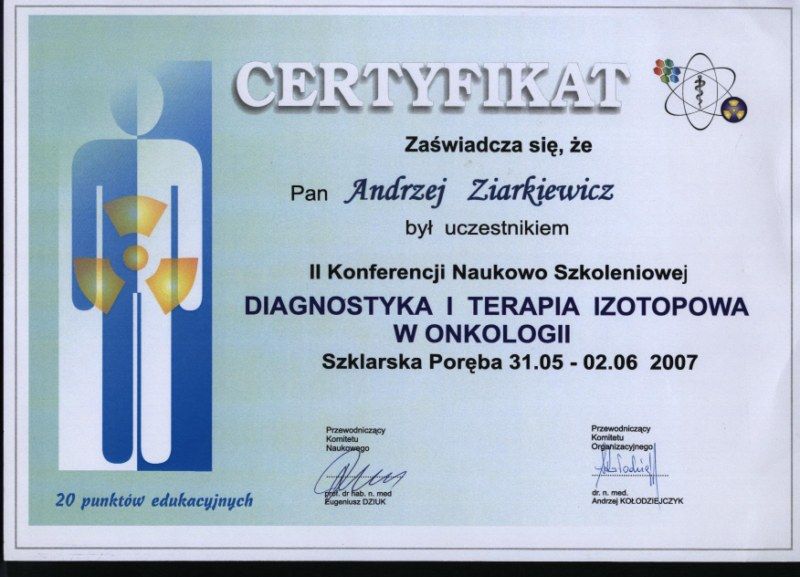 CERTYFIKAT
Zaświadcza się, że
Pan Andrzej Ziarkiewicz
był uczestnikiem
II Konferencji Naukowo Szkoleniowej
DIAGNOSTYKA I TERAPIA IZOTOPOWA
W ONKOLOGII
Szklarska Poręba 31.05 - 02.06 2007
Przewodniczący
Komitetu
Naukowego
prof. dr hab. n. med
Eugeniusz DZIUK
Przewodniczący
Komitetu
Organizacyjnego
dr. n. med.
Andrzej KOŁODZIEJCZYK
20 punktów edukacyjnych